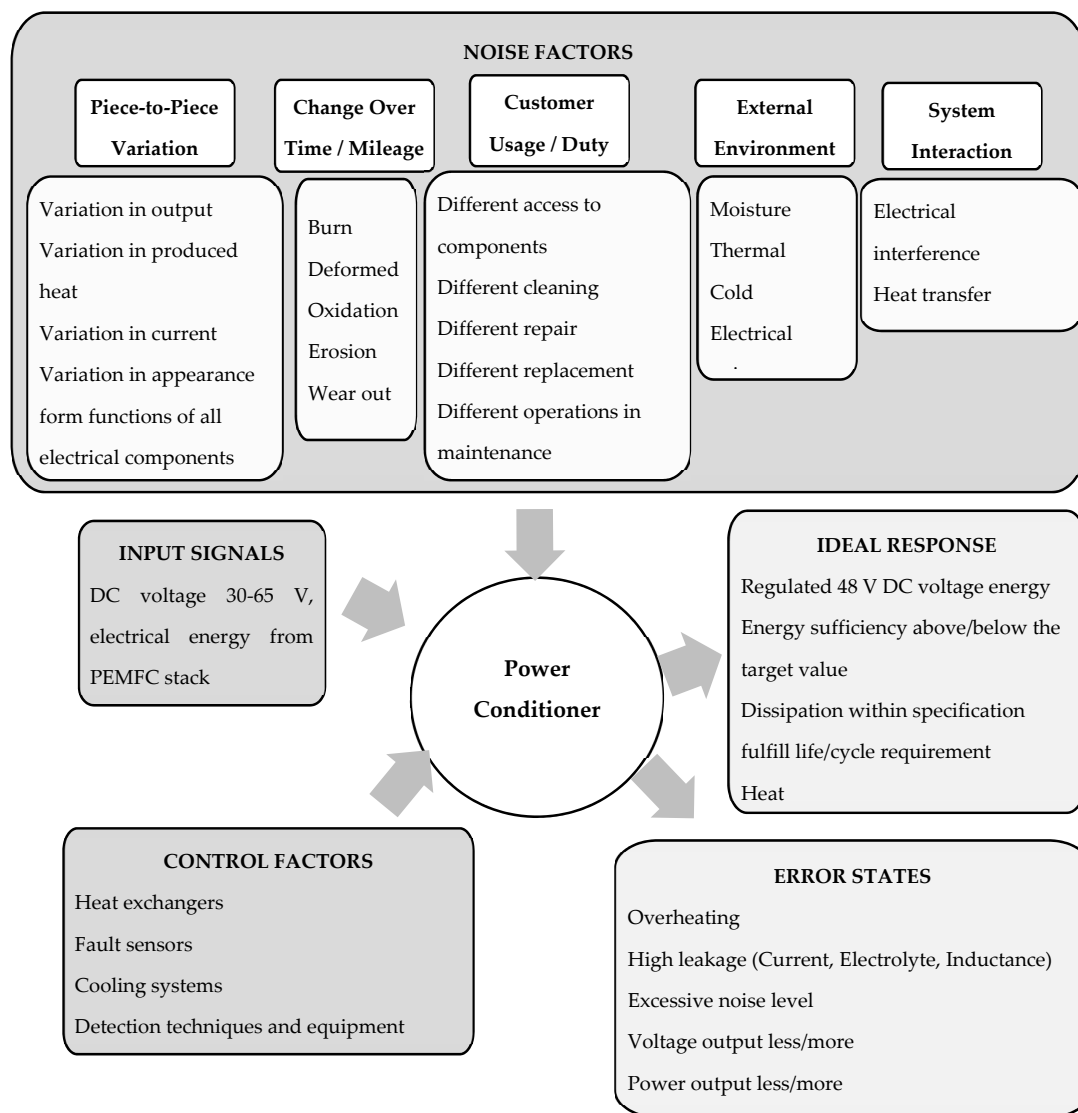 NOISE FACTORS
Piece-to-Piece
Variation
Variation in output
Variation in produced
heat
Variation in current
Variation in appearance
form functions of all
electrical components
Change Over
Time / Mileage
Burn
Deformed
Oxidation
Erosion
Wear out
Customer
Usage / Duty
Different access to
components
Different cleaning
Different repair
Different replacement
Different operations in
maintenance
External
Environment
Moisture
Thermal
Cold
Electrical
.
System
Interaction
Electrical
interference
Heat transfer
INPUT SIGNALS
DC voltage 30-65 V,
electrical energy from
PEMFC stack
Power
Conditioner
IDEAL RESPONSE
Regulated 48 V DC voltage energy
Energy sufficiency above/below the
target value
Dissipation within specification
fulfill life/cycle requirement
Heat
CONTROL FACTORS
Heat exchangers
Fault sensors
Cooling systems
Detection techniques and equipment
ERROR STATES
Overheating
High leakage (Current, Electrolyte, Inductance)
Excessive noise level
Voltage output less/more
Power output less/more